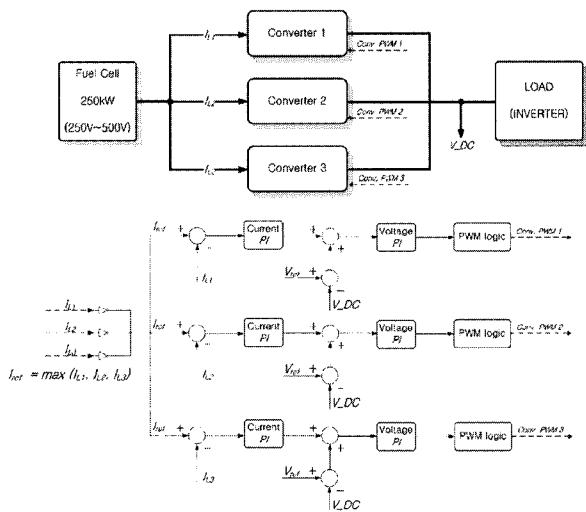 Fuel Cell
250kW
(250V~500V)
I_L1
I_L2
I_L3
Converter 1
Converter 2
Converter 3
Conv. PWM 1
Conv. PWM 2
Conv. PWM 3
V_DC
LOAD
(INVERTER)
I_ref + -
Current
PI
+ +
Voltage
PI
PWM logic
Conv. PWM 1
I_L1
V_ref + -
V_DC
I_L1
I_L2
I_L3
I_ref = max (I_L1, I_L2, I_L3)
I_ref + -
Current
PI
+ +
Voltage
PI
PWM logic
Conv. PWM 2
I_L2
V_ref + -
V_DC
I_ref + -
Current
PI
+ +
Voltage
PI
PWM logic
Conv. PWM 3
I_L3
V_ref + -
V_DC